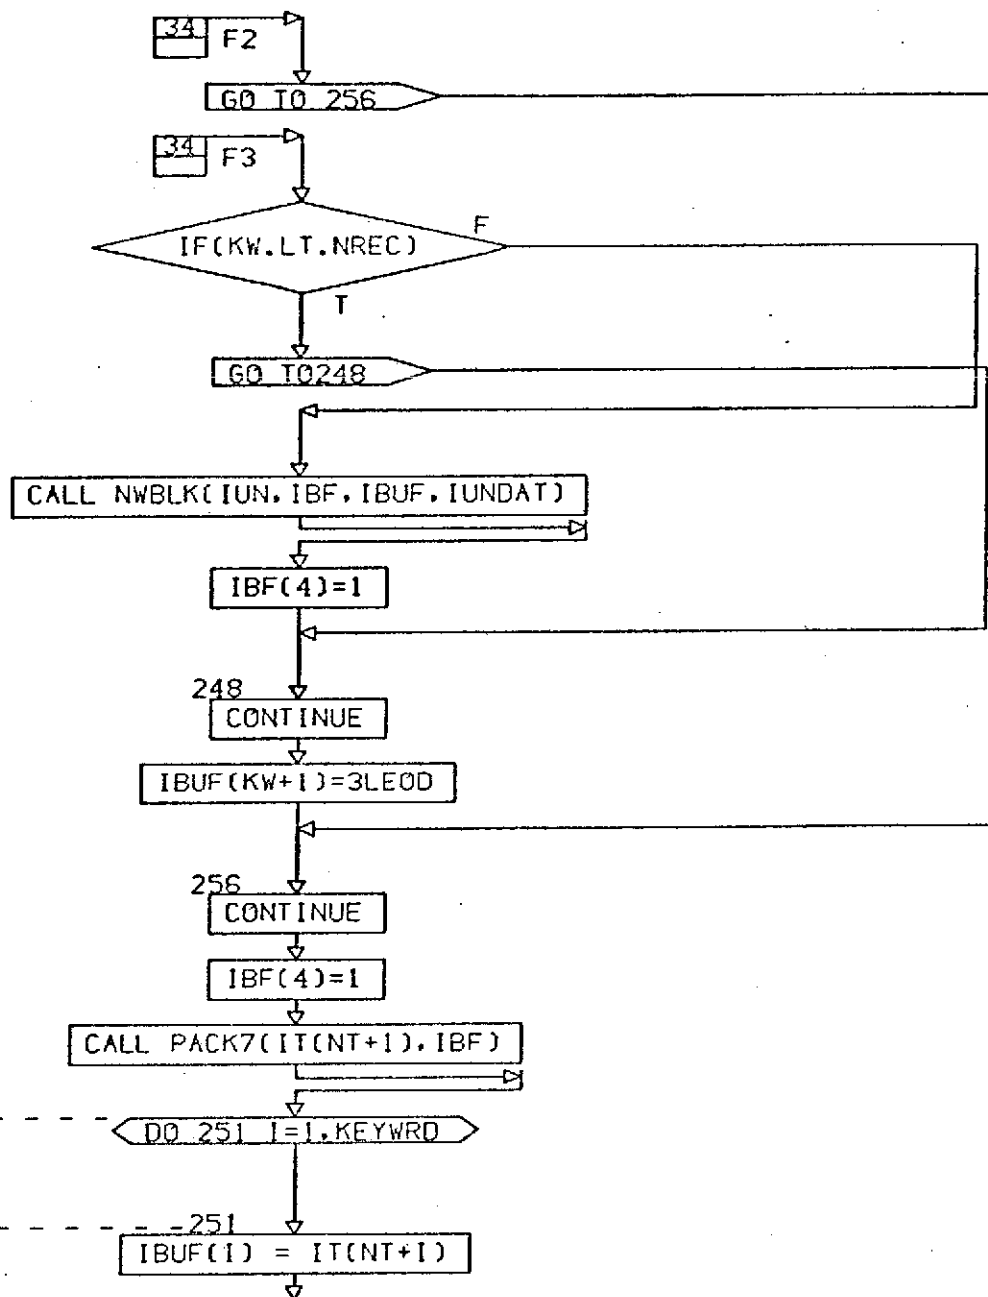 34 F2
GO TO 256
34 F3
IF(KW.LT.NREC) F
T
GO TO248
CALL NWBLK(IUN,IBF,IBUF,IUNDAT)
IBF(4)=1
248
CONTINUE
IBUF(KW+1)=3LEOD
256
CONTINUE
IBF(4)=1
CALL PACK7(IT(NT+1),IBF)
DO 251 I=1,KEYWRD
251
IBUF(I) = IT(NT+I)